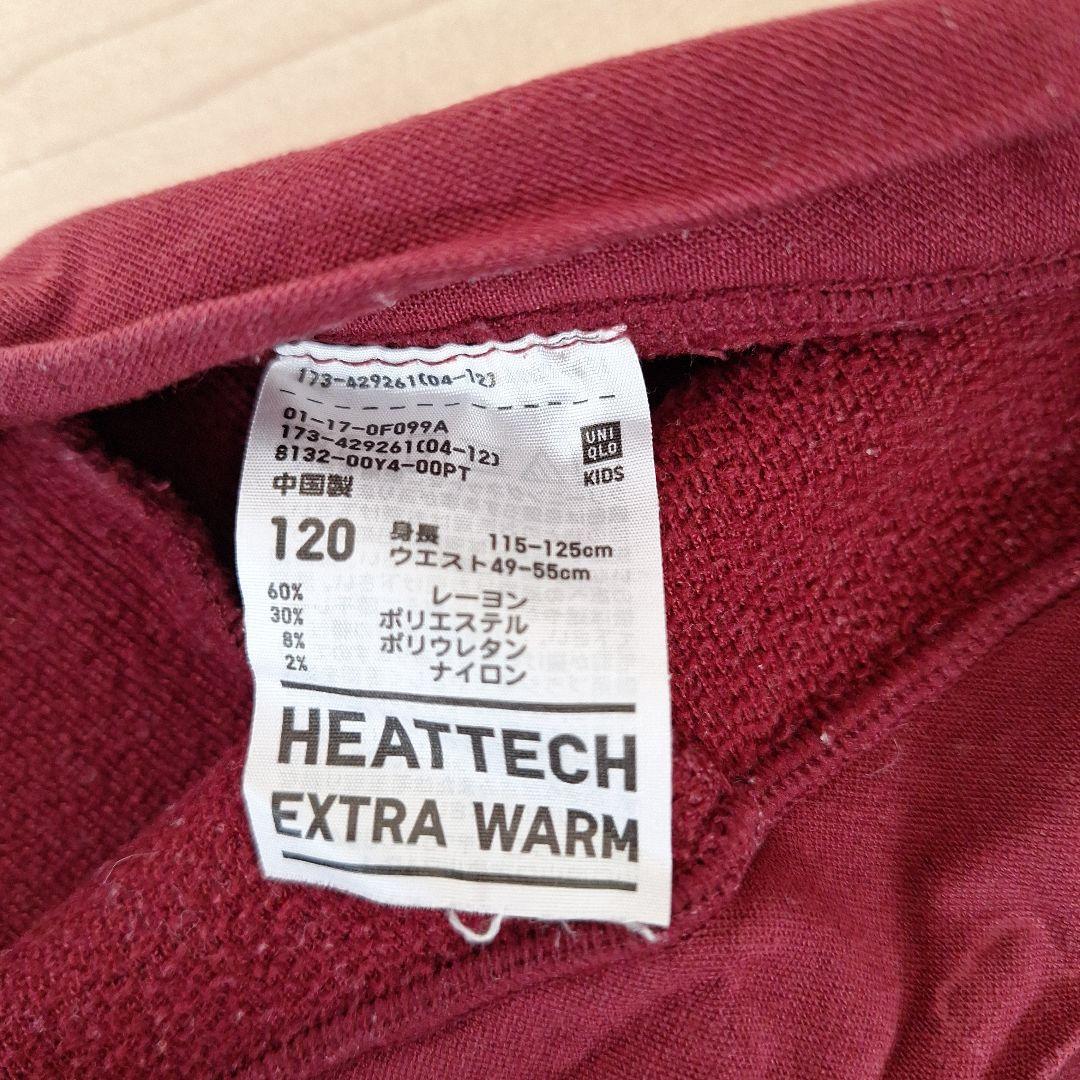 173-429261(04-12)
01-17-0F099A
173-429261(04-12)
8132-00Y4-00PT
中国製
UNI
QLO
KIDS
120 身長 115-125cm
ウエスト49-55cm
60% レーヨン
30% ポリエステル
8% ポリウレタン
2% ナイロン
HEATTECH
EXTRA WARM